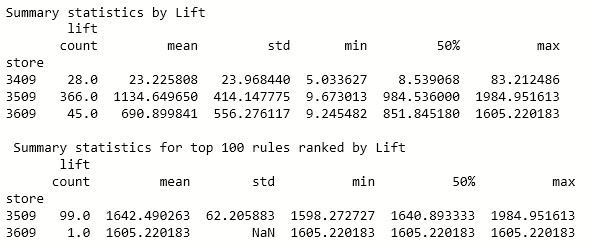 Summary statistics by Lift
lift
count mean std min 50% max
store
3409 28.0 23.225808 23.968440 5.033627 8.539068 83.212486
3509 366.0 1134.649650 414.147775 9.673013 984.536000 1984.951613
3609 45.0 690.899841 556.276117 9.245482 851.845180 1605.220183
Summary statistics for top 100 rules ranked by Lift
lift
count mean std min 50% max
store
3509 99.0 1642.490263 62.205883 1598.272727 1640.893333 1984.951613
3609 1.0 1605.220183 NaN 1605.220183 1605.220183 1605.220183